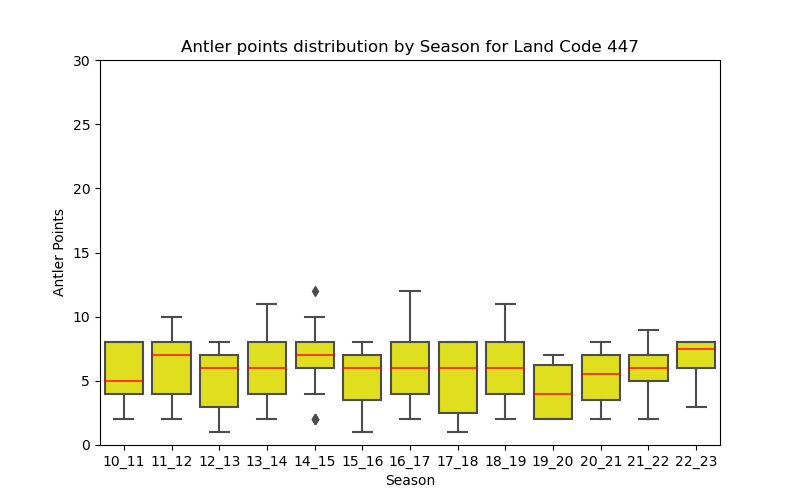 Antler points distribution by Season for Land Code 447
30
25
20
15
10
5
0
Antler Points
10_11 11_12 12_13 13_14 14_15 15_16 16_17 17_18 18_19 19_20 20_21 21_22 22_23
Season